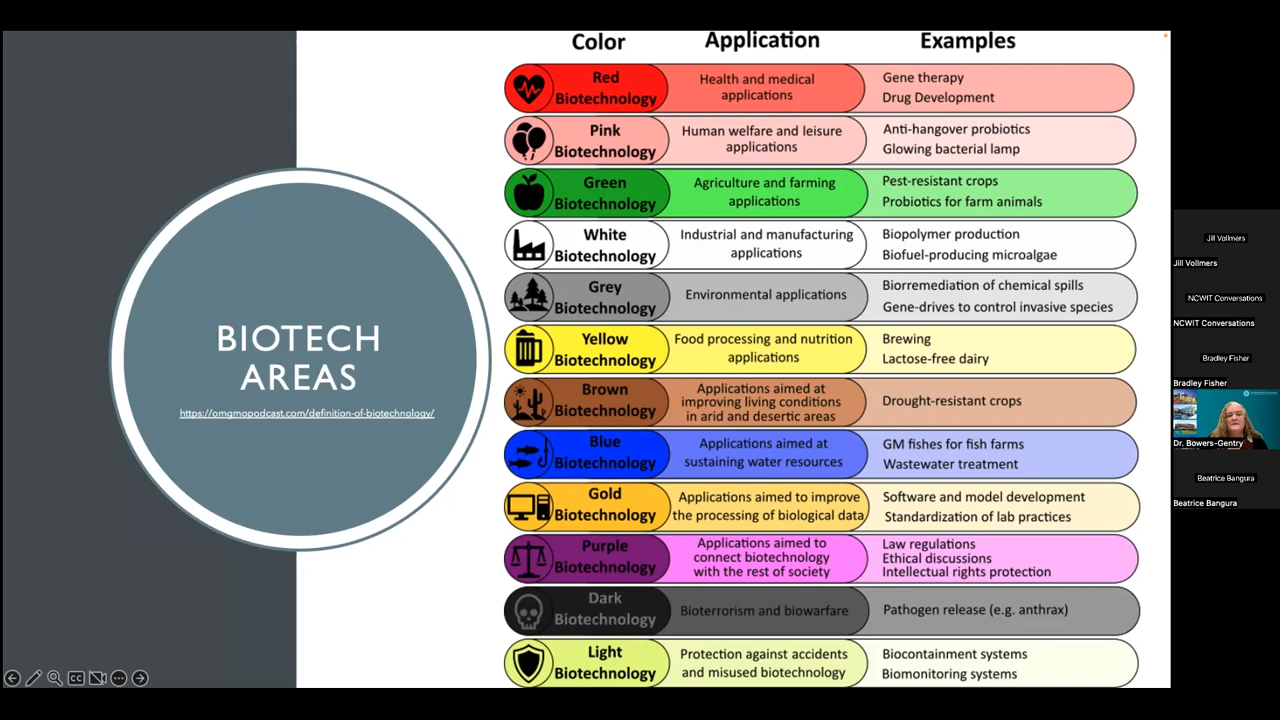 BIOTECH
AREAS
https://omgmopodcast.com/definition-of-biotechnology/
Color
Application
Examples
Red
Biotechnology
Health and medical
applications
Gene therapy
Drug Development
Pink
Biotechnology
Human welfare and leisure
applications
Anti-hangover probiotics
Glowing bacterial lamp
Green
Biotechnology
Agriculture and farming
applications
Pest-resistant crops
Probiotics for farm animals
White
Biotechnology
Industrial and manufacturing
applications
Biopolymer production
Biofuel-producing microalgae
Grey
Biotechnology
Environmental applications
Biorremediation of chemical spills
Gene-drives to control invasive species
Yellow
Biotechnology
Food processing and nutrition
applications
Brewing
Lactose-free dairy
Brown
Biotechnology
Applications aimed at
improving living conditions
in arid and desertic areas
Drought-resistant crops
Blue
Biotechnology
Applications aimed at
sustaining water resources
GM fishes for fish farms
Wastewater treatment
Gold
Biotechnology
Applications aimed to improve
the processing of biological data
Software and model development
Standardization of lab practices
Purple
Biotechnology
Applications aimed to
connect biotechnology
with the rest of society
Law regulations
Ethical discussions
Intellectual rights protection
Dark
Biotechnology
Bioterrorism and biowarfare
Pathogen release (e.g. anthrax)
Light
Biotechnology
Protection against accidents
and misused biotechnology
Biocontainment systems
Biomonitoring systems
CC
Jill Vollmers
Jill Vollmers
NCWIT Conversations
NCWIT Conversations
Bradley Fisher
Bradley Fisher
Dr. Bowers-Gentry
Beatrice Bangura
Beatrice Bangura